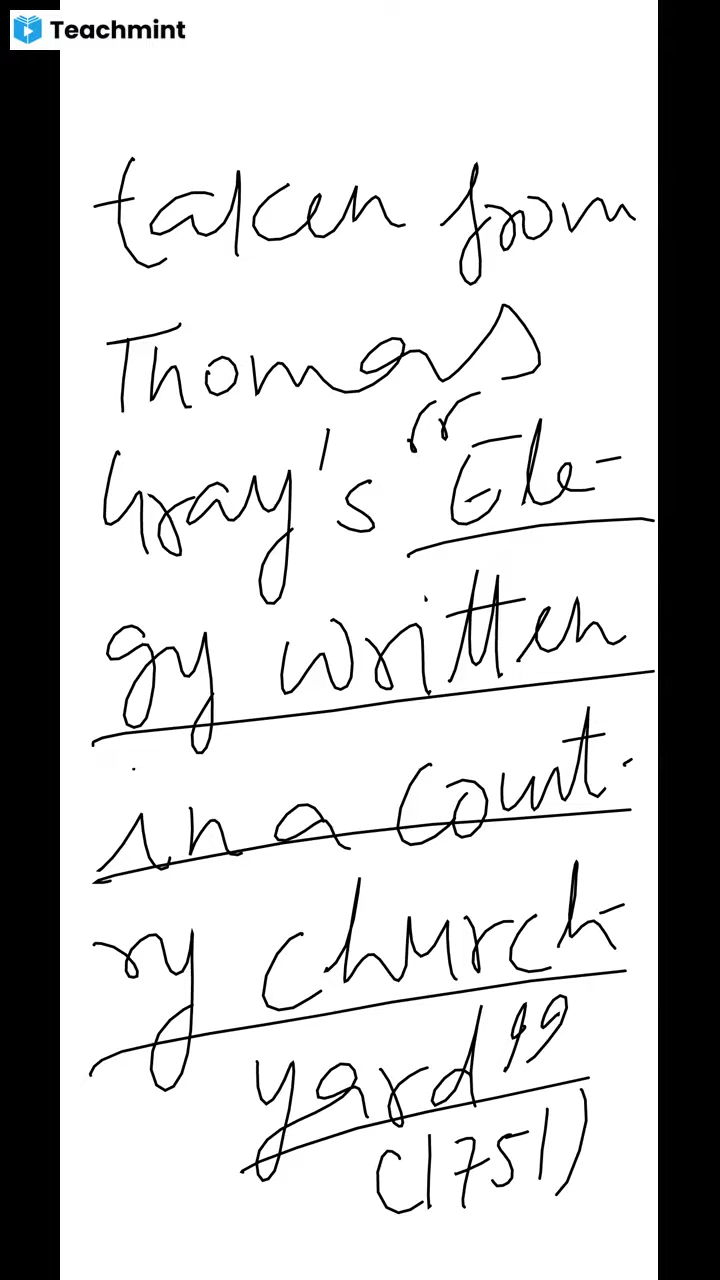 Teachmint
taken from
Thomas
Gray's “Ele-
gy written
in a Count-
ry Church-
yard”
(1751)